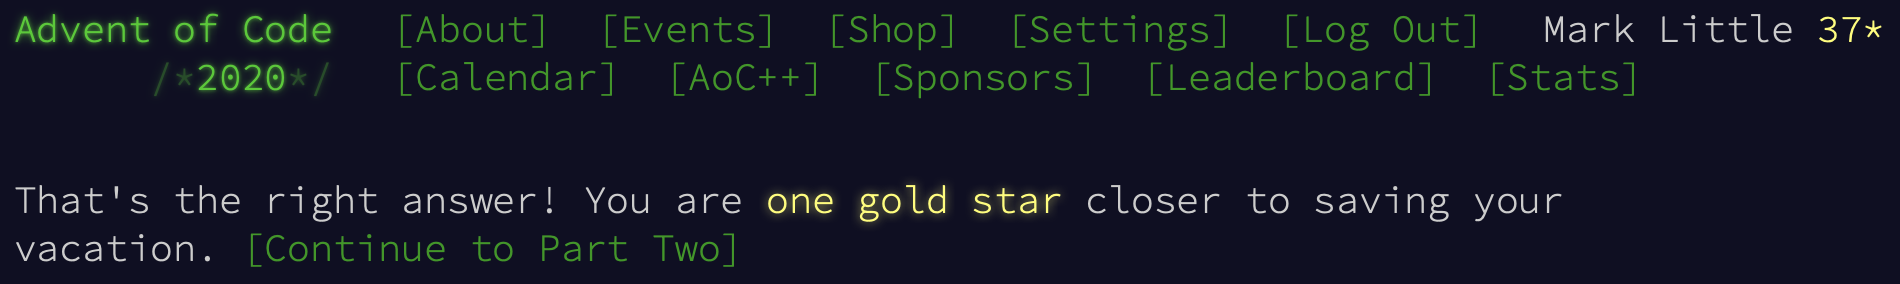 Advent of Code [About] [Events] [Shop] [Settings] [Log Out] Mark Little 37*
/*2020*/ [Calendar] [AoC++] [Sponsors] [Leaderboard] [Stats]
That's the right answer! You are one gold star closer to saving your
vacation. [Continue to Part Two]